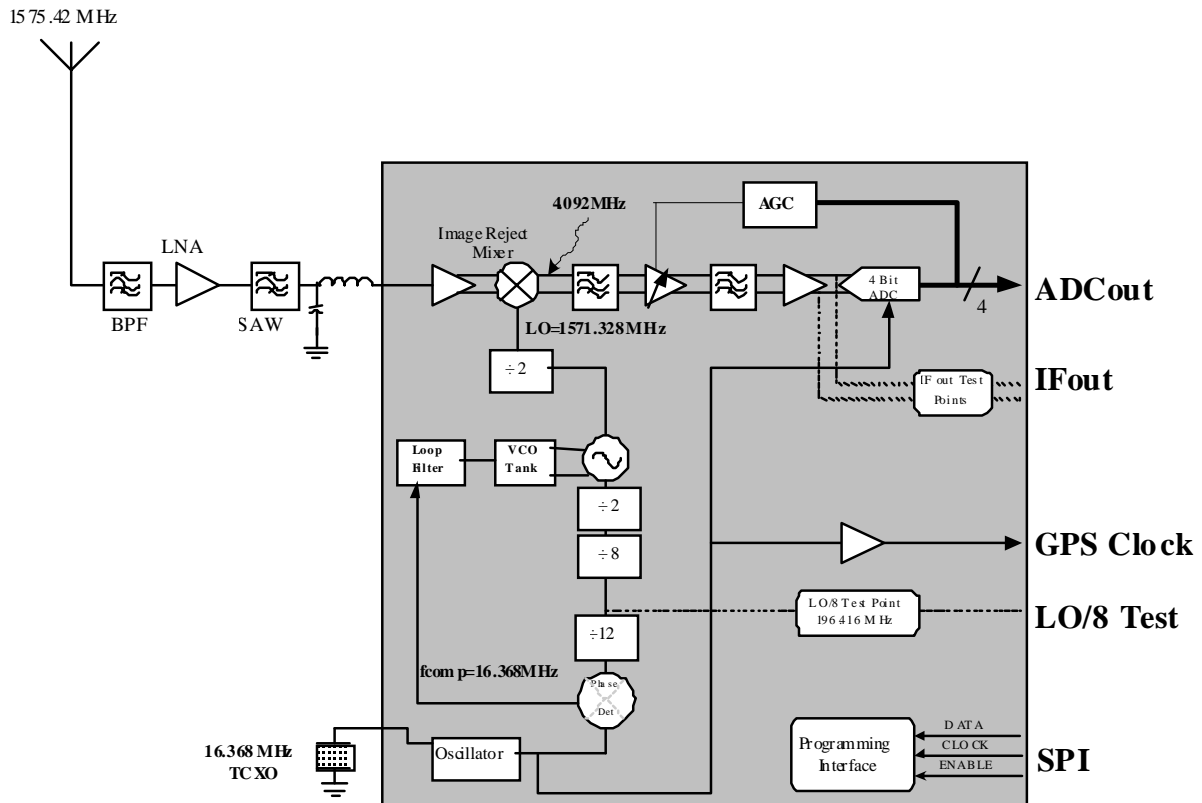 1575.42 MHz
LNA
BPF
SAW
Image Reject
Mixer
4.092MHz
AGC
4 Bit
ADC
4
ADCout
LO=1571.328MHz
÷2
IF out Test
Points
IFout
Loop
Filter
VCO
Tank
÷2
÷8
GPS Clock
LO/8 Test Point
196.416 MHz
LO/8 Test
÷12
fcomp=16.368MHz
Phase
Det
16.368 MHz
TCXO
Oscillator
Programming
Interface
DATA
CLOCK
ENABLE
SPI